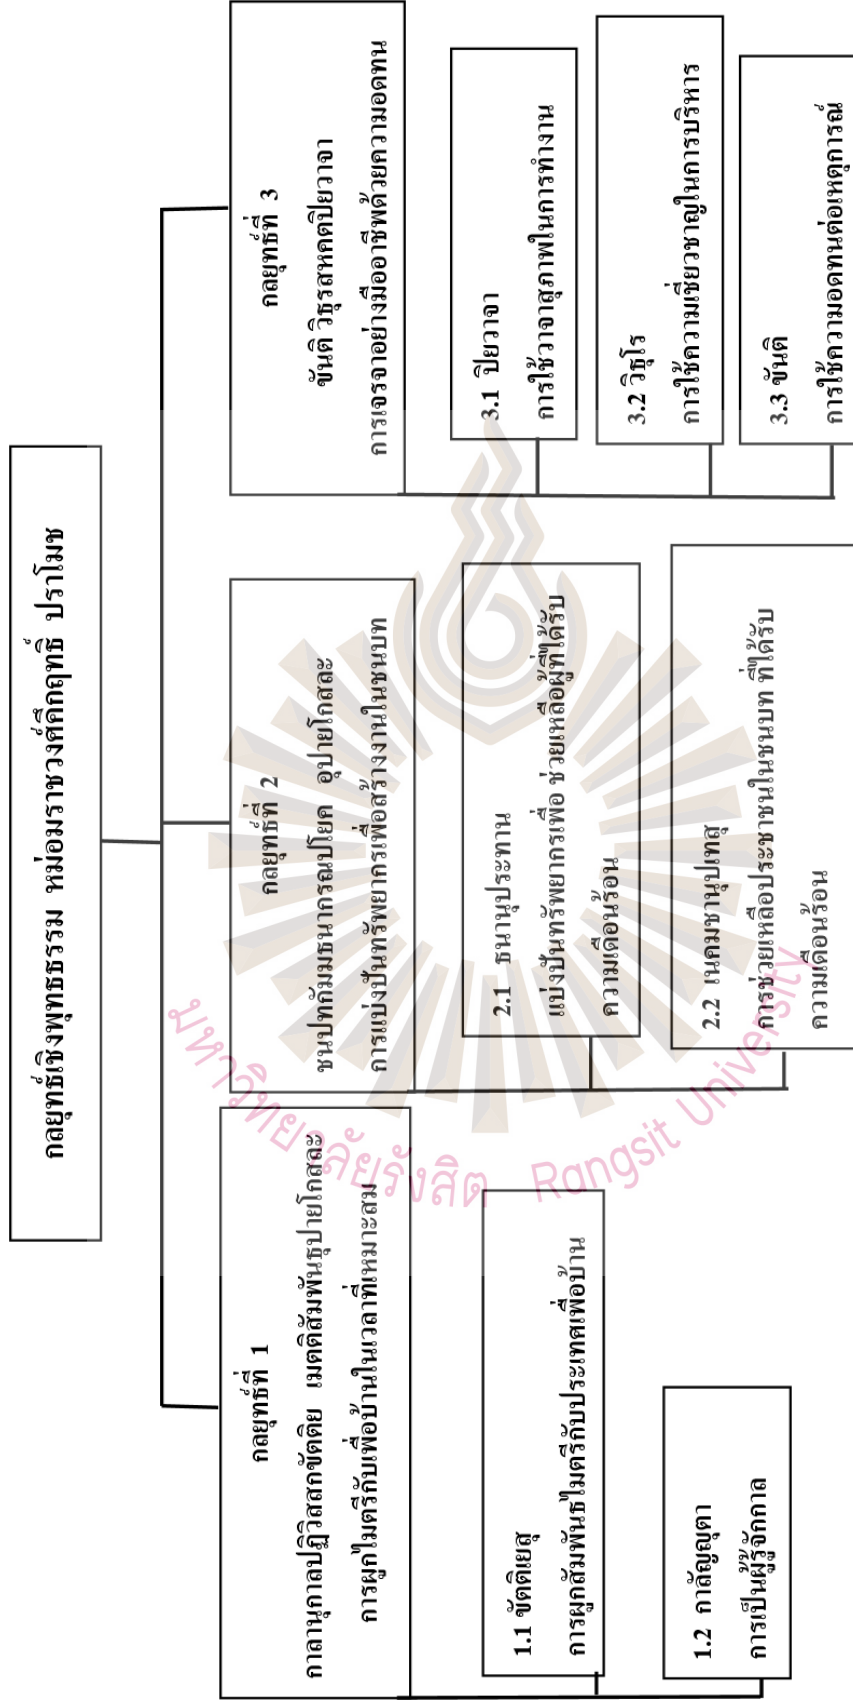 กลยุทธ์เชิงพุทธธรรม หม่อมราชวงศ์คึกฤทธิ์ ปราโมช
กลยุทธ์ที่ 1
กาลานุกาลปฏิวิสสกขัตติย เมตติสัมพันธุปายโกสละ
การผูกไมตรีกับเพื่อบ้านในเวลาที่เหมาะสม
1.1 ขัตติเยสุ
การผูกสัมพันธ์ไมตรีกับประเทศเพื่อบ้าน
1.2 กาลัญญุตา
การเป็นผู้รู้จักกาล
กลยุทธ์ที่ 2
ชนปทกัมมธนากรณปโยค อุปายโกสละ
การแบ่งปันทรัพยากรเพื่อสร้างงานในชนบท
2.1 ธนานุประทาน
แบ่งปันทรัพยากรเพื่อ ช่วยเหลือผู้ที่ได้รับ
ความเดือนร้อน
2.2 เนคมชานุปเทสุ
การช่วยเหลือประชาชนในชนบท ที่ได้รับ
ความเดือนร้อน
กลยุทธ์ที่ 3
ขันติ วิธุรสหคตปิยวาจา
การเจรจาอย่างมืออาชีพด้วยความอดทน
3.1 ปิยวาจา
การใช้วาจาสุภาพในการทำงาน
3.2 วิธุโร
การใช้ความเชี่ยวชาญในการบริหาร
3.3 ขันติ
การใช้ความอดทนต่อเหตุการณ์
มหาวิทยาลัยรังสิต Rangsit University